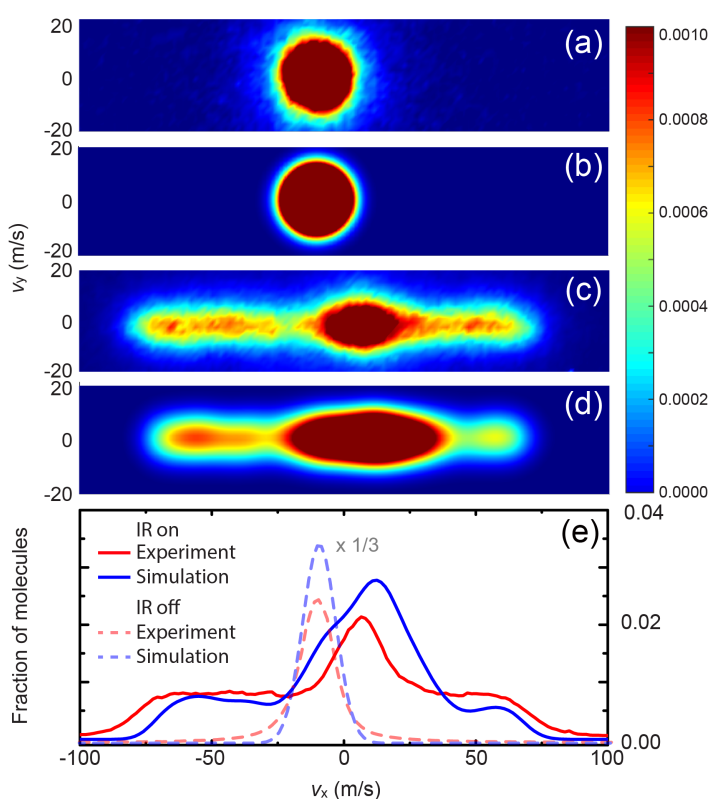 20
0
-20
(a)
20
0
-20
(b)
20
0
-20
(c)
20
0
-20
(d)
vy (m/s)
0.0010
0.0008
0.0006
0.0004
0.0002
0.0000
(e)
IR on
Experiment
Simulation
IR off
Experiment
Simulation
x 1/3
Fraction of molecules
0.04
0.02
0.00
-100
-50
0
50
100
vx (m/s)